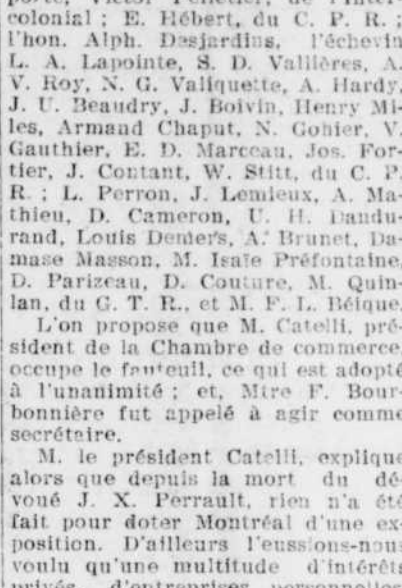 colonial ; E. Hébert, du C. P. R. ;
l'hon. Alph. Desjardins, l'échevin
L. A. Lapointe, S. D. Vallières, A.
V. Roy, N. G. Valiquette, A. Hardy,
J. U. Beaudry, J. Boivin, Henry Mi-
les, Armand Chaput, N. Gohier, V.
Gauthier, E. D. Marceau, Jos. For-
tier, J. Contant, W. Stitt, du C. P.
R. ; L. Perron, J. Lemieux, A. Ma-
thieu, D. Cameron, U. H. Dandu-
rand, Louis Demers, A. Brunet, Da-
mase Masson, M. Isaïe Préfontaine,
D. Parizeau, D. Couture, M. Quin-
lan, du G. T. R., et M. F. L. Béique.
L'on propose que M. Catelli, pré-
sident de la Chambre de commerce,
occupe le fauteuil, ce qui est adopté
à l'unanimité ; et, Mtre F. Bour-
bonnière fut appelé à agir comme
secrétaire.
M. le président Catelli, explique
alors que depuis la mort du dé-
voué J. X. Perrault, rien n'a été
fait pour doter Montréal d'une ex-
position. D'ailleurs l'eussions-nous
voulu qu'une multitude d'intérêts
privés, d'entreprises personnelles